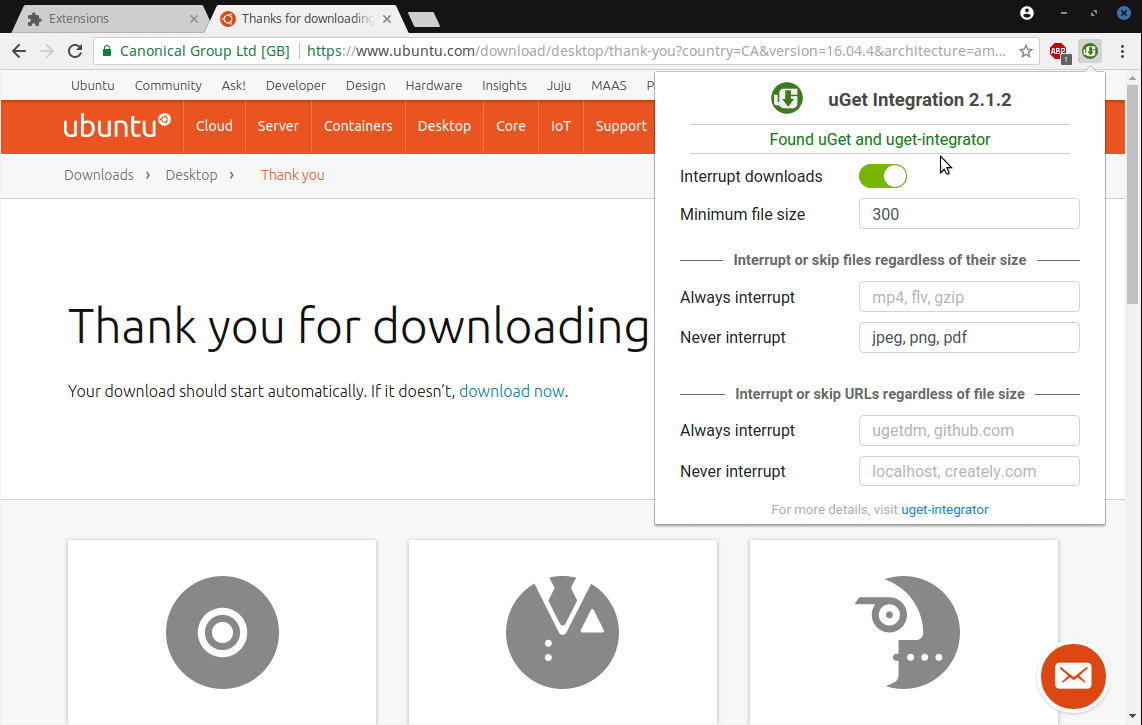 Extensions
Thanks for downloading
Canonical Group Ltd [GB]
https://www.ubuntu.com/download/desktop/thank-you?country=CA&version=16.04.4&architecture=am...
ABP
1
Ubuntu Community Ask! Developer Design Hardware Insights Juju MAAS P
ubuntu
Cloud Server Containers Desktop Core IoT Support
Downloads › Desktop › Thank you
Thank you for downloading
Your download should start automatically. If it doesn’t, download now.
uGet Integration 2.1.2
Found uGet and uget-integrator
Interrupt downloads
Minimum file size 300
Interrupt or skip files regardless of their size
Always interrupt mp4, flv, gzip
Never interrupt jpeg, png, pdf
Interrupt or skip URLs regardless of file size
Always interrupt ugetdm, github.com
Never interrupt localhost, creately.com
For more details, visit uget-integrator